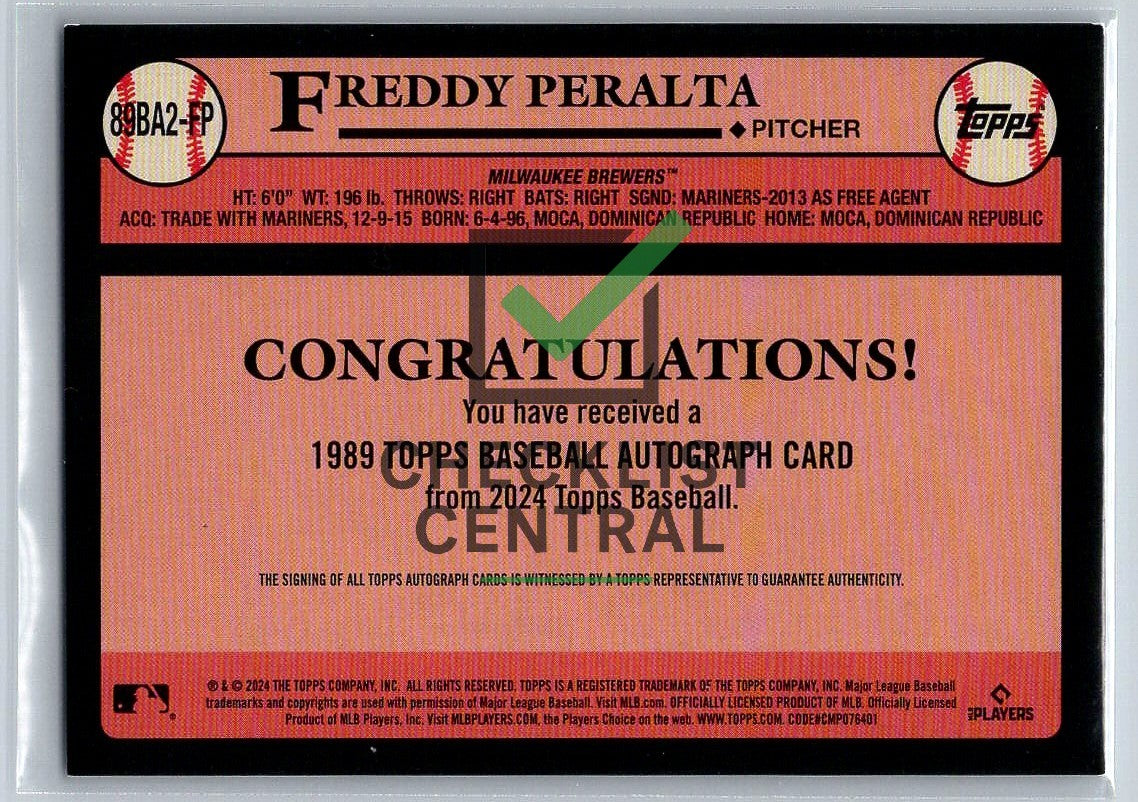 89BA2-FP
FREDDY PERALTA
PITCHER
Topps
MILWAUKEE BREWERS™
HT: 6'0" WT: 196 lb. THROWS: RIGHT BATS: RIGHT SGND: MARINERS-2013 AS FREE AGENT
ACQ: TRADE WITH MARINERS, 12-9-15 BORN: 6-4-96, MOCA, DOMINICAN REPUBLIC HOME: MOCA, DOMINICAN REPUBLIC
CONGRATULATIONS!
You have received a
1989 TOPPS BASEBALL AUTOGRAPH CARD
from 2024 Topps Baseball.
CHECKLIST
CENTRAL
THE SIGNING OF ALL TOPPS AUTOGRAPH CARDS IS WITNESSED BY A TOPPS REPRESENTATIVE TO GUARANTEE AUTHENTICITY.
® & © 2024 THE TOPPS COMPANY, INC. ALL RIGHTS RESERVED. TOPPS IS A REGISTERED TRADEMARK OF THE TOPPS COMPANY, INC. Major League Baseball
trademarks and copyrights are used with permission of Major League Baseball. Visit MLB.com. OFFICIALLY LICENSED PRODUCT OF MLB. Officially Licensed
Product of MLB Players, Inc. Visit MLBPLAYERS.COM, the Players Choice on the web. WWW.TOPPS.COM. CODE#CMP076401
MLB PLAYERS